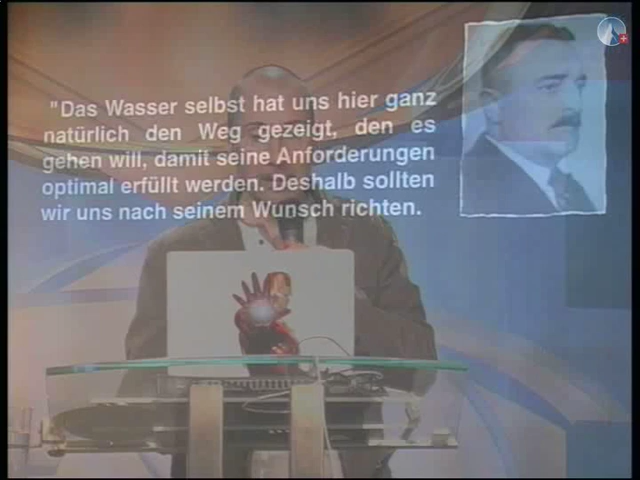 "Das Wasser selbst hat uns hier ganz
natürlich den Weg gezeigt, den es
gehen will, damit seine Anforderungen
optimal erfüllt werden. Deshalb sollten
wir uns nach seinem Wunsch richten.